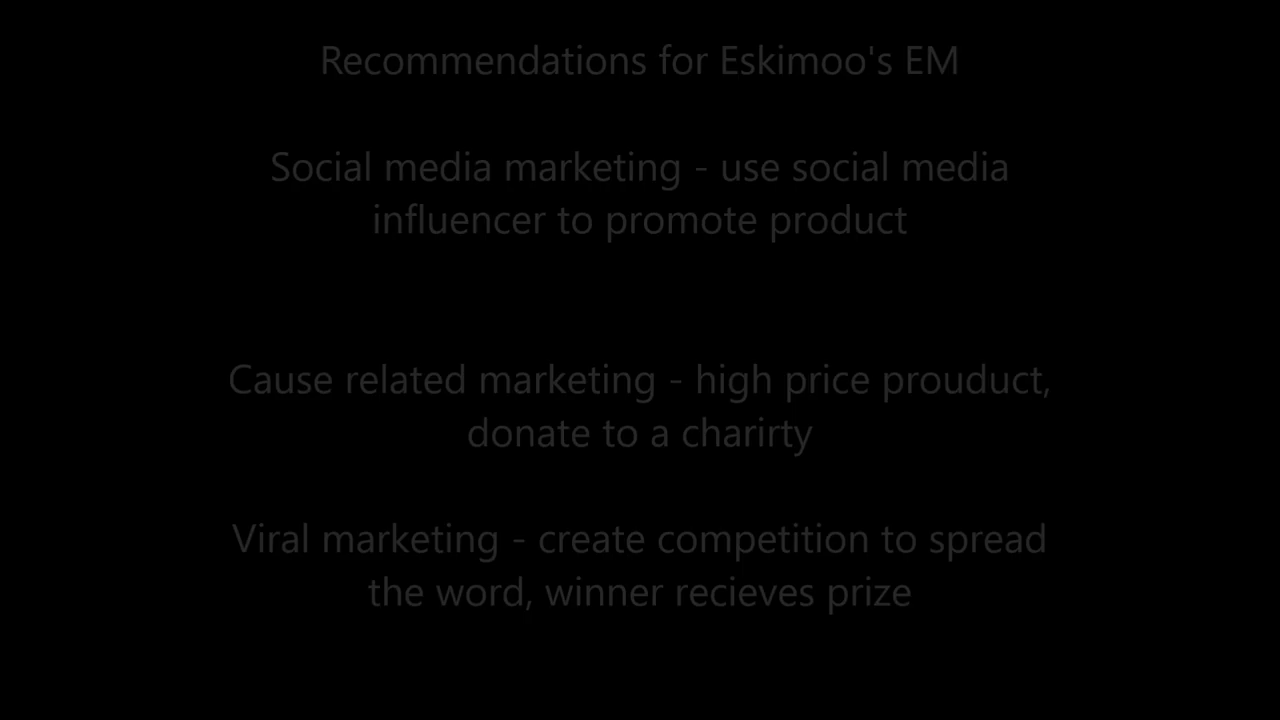 Recommendations for Eskimoo's EM
Social media marketing - use social media
influencer to promote product
Cause related marketing - high price prouduct,
donate to a charirty
Viral marketing - create competition to spread
the word, winner recieves prize